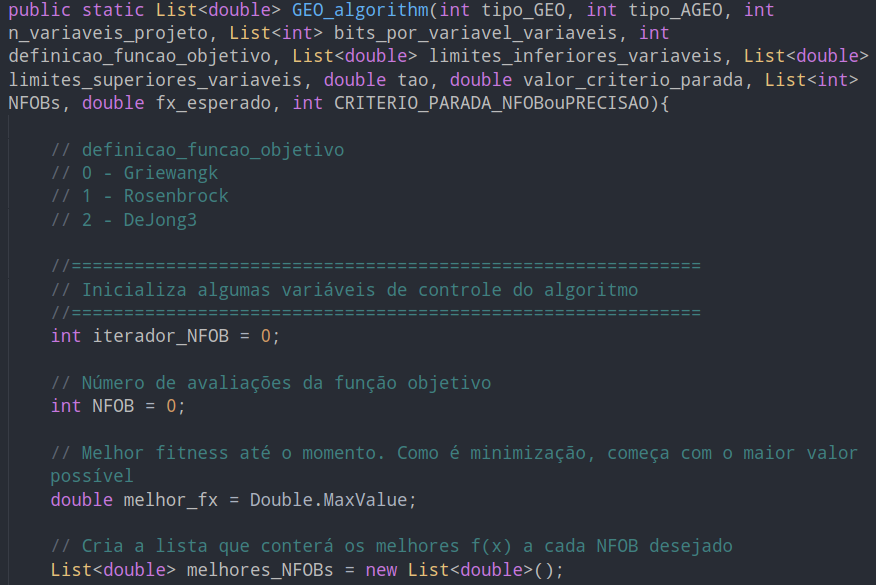 public static List<double> GEO_algorithm(int tipo_GEO, int tipo_AGEO, int
n_variaveis_projeto, List<int> bits_por_variavel_variaveis, int
definicao_funcao_objetivo, List<double> limites_inferiores_variaveis, List<double>
limites_superiores_variaveis, double tao, double valor_criterio_parada, List<int>
NFOBs, double fx_esperado, int CRITERIO_PARADA_NFOBouPRECISAO){
// definicao_funcao_objetivo
// 0 - Griewangk
// 1 - Rosenbrock
// 2 - DeJong3
//============================================================
// Inicializa algumas variáveis de controle do algoritmo
//============================================================
int iterador_NFOB = 0;
// Número de avaliações da função objetivo
int NFOB = 0;
// Melhor fitness até o momento. Como é minimização, começa com o maior valor
possível
double melhor_fx = Double.MaxValue;
// Cria a lista que conterá os melhores f(x) a cada NFOB desejado
List<double> melhores_NFOBs = new List<double>();